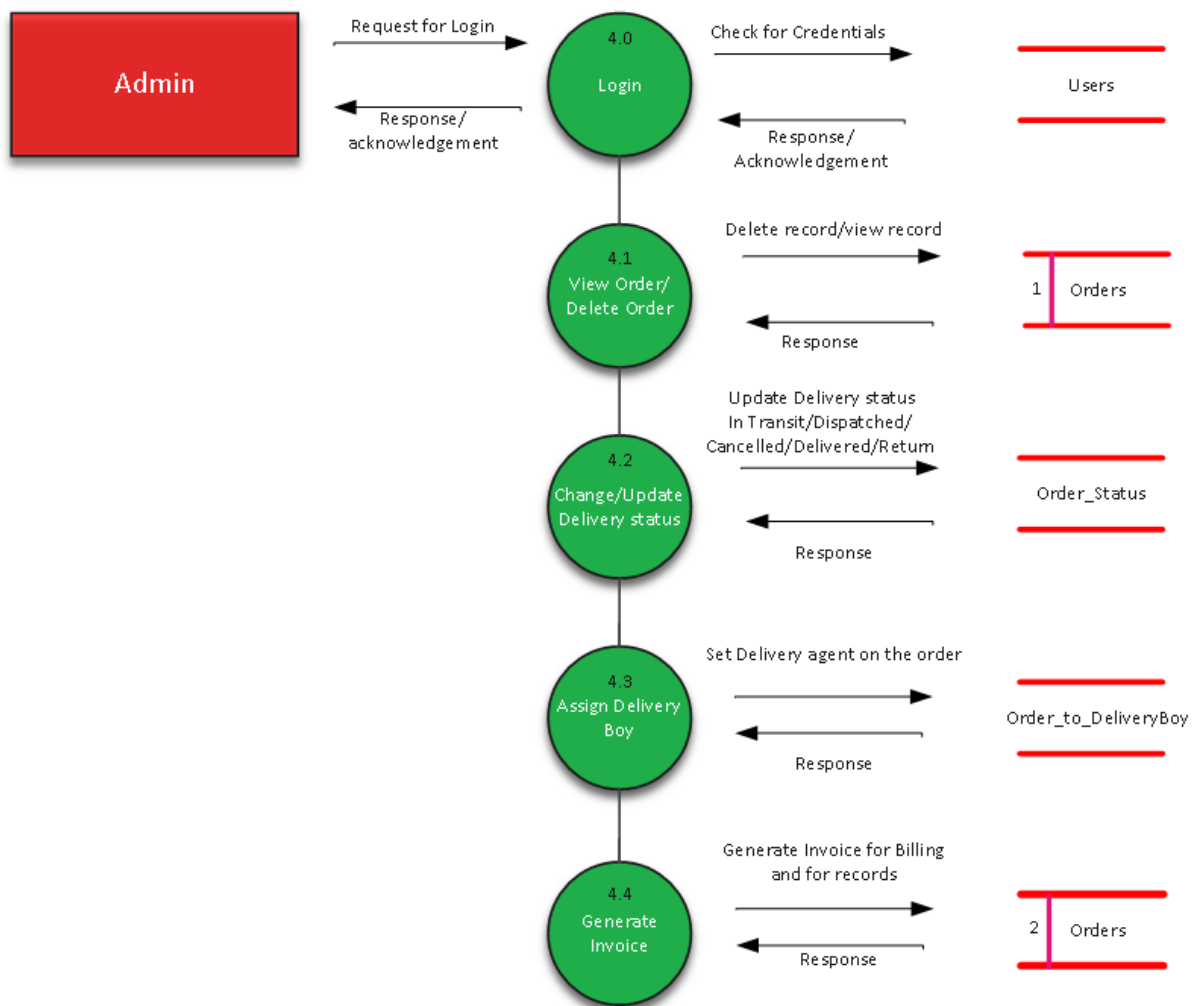 Admin
Request for Login
Response/
acknowledgement
4.0
Login
Check for Credentials
Response/
Acknowledgement
Users
4.1
View Order/
Delete Order
Delete record/view record
Response
1
Orders
4.2
Change/Update
Delivery status
Update Delivery status
In Transit/Dispatched/
Cancelled/Delivered/Return
Response
Order_Status
4.3
Assign Delivery
Boy
Set Delivery agent on the order
Response
Order_to_DeliveryBoy
4.4
Generate
Invoice
Generate Invoice for Billing
and for records
Response
2
Orders